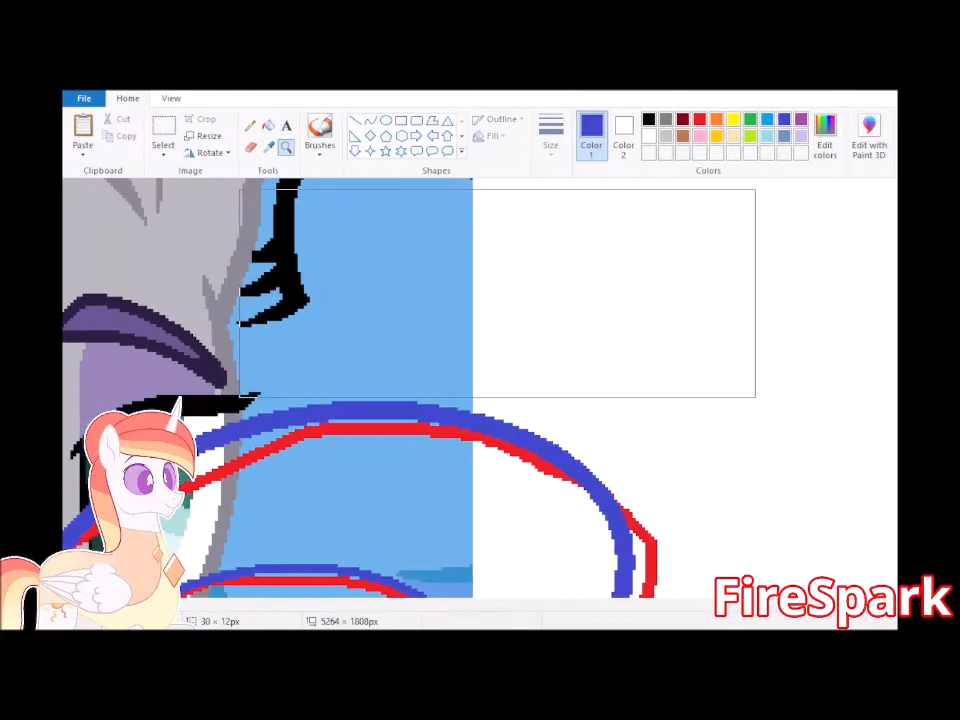 File Home View
Paste
Cut
Copy
Clipboard
Select
Crop
Resize
Rotate
Image
A
Tools
Brushes
Outline
Fill
Shapes
Size
Color
1
Color
2
Edit
colors
Colors
Edit with
Paint 3D
30 × 12px
5264 × 1808px
FireSpark